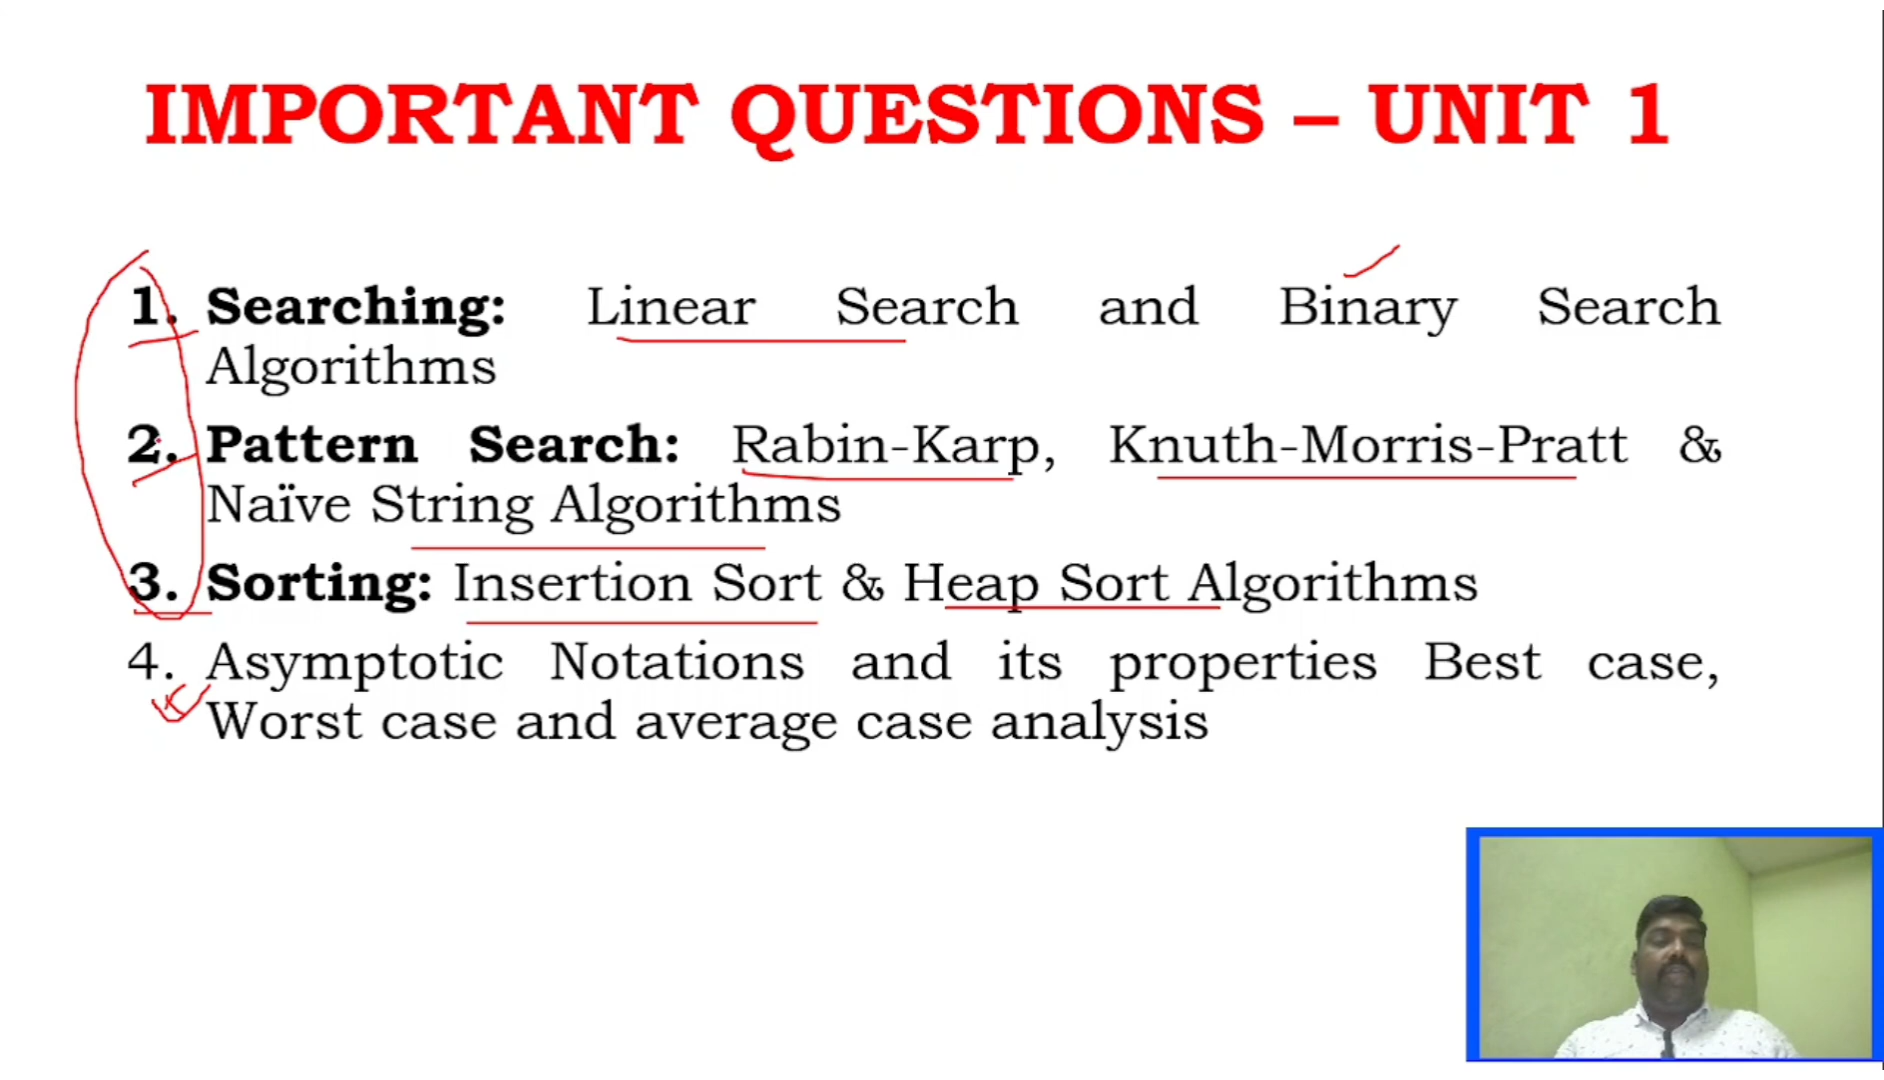 IMPORTANT QUESTIONS – UNIT 1
1. Searching: Linear Search and Binary Search
Algorithms
2. Pattern Search: Rabin-Karp, Knuth-Morris-Pratt &
Naïve String Algorithms
3. Sorting: Insertion Sort & Heap Sort Algorithms
4. Asymptotic Notations and its properties Best case,
Worst case and average case analysis